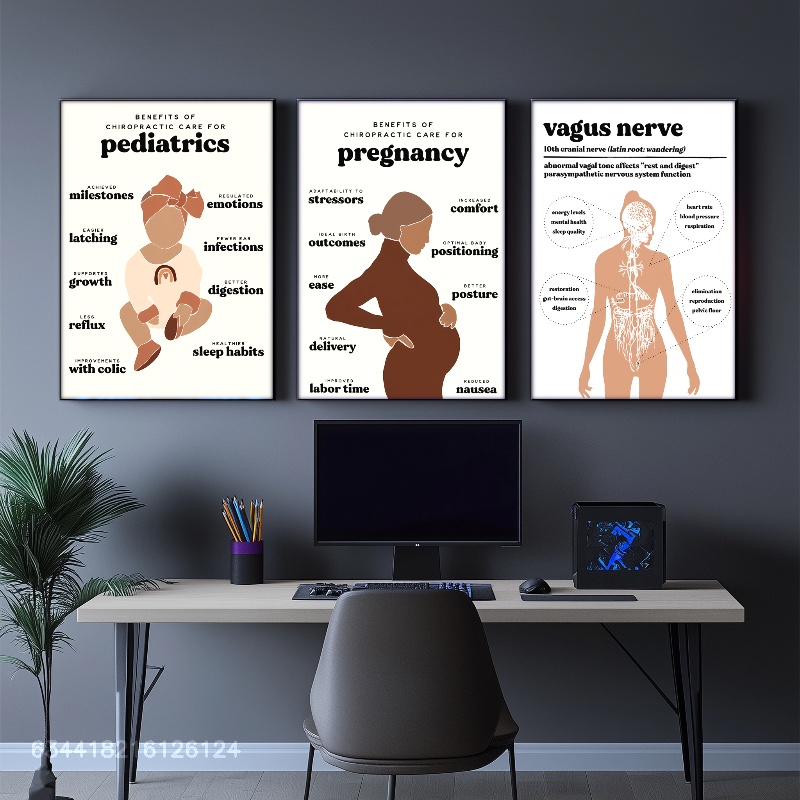 BENEFITS OF
CHIROPRACTIC CARE FOR
pediatrics
ACHIEVED
milestones
REGULATED
emotions
EASIER
latching
FEWER EAR
infections
SUPPORTED
growth
BETTER
digestion
LESS
reflux
HEALTHIER
sleep habits
IMPROVEMENTS
with colic
BENEFITS OF
CHIROPRACTIC CARE FOR
pregnancy
ADAPTABILITY TO
stressors
INCREASED
comfort
IDEAL BIRTH
outcomes
OPTIMAL BABY
positioning
MORE
ease
BETTER
posture
NATURAL
delivery
IMPROVED
labor time
REDUCED
nausea
vagus nerve
10th cranial nerve (latin root: wandering)
abnormal vagal tone affects "rest and digest"
parasympathetic nervous system function
energy levels
mental health
sleep quality
heart rate
blood pressure
respiration
restoration
gut-brain access
digestion
elimination
reproduction
pelvic floor
634418216126124